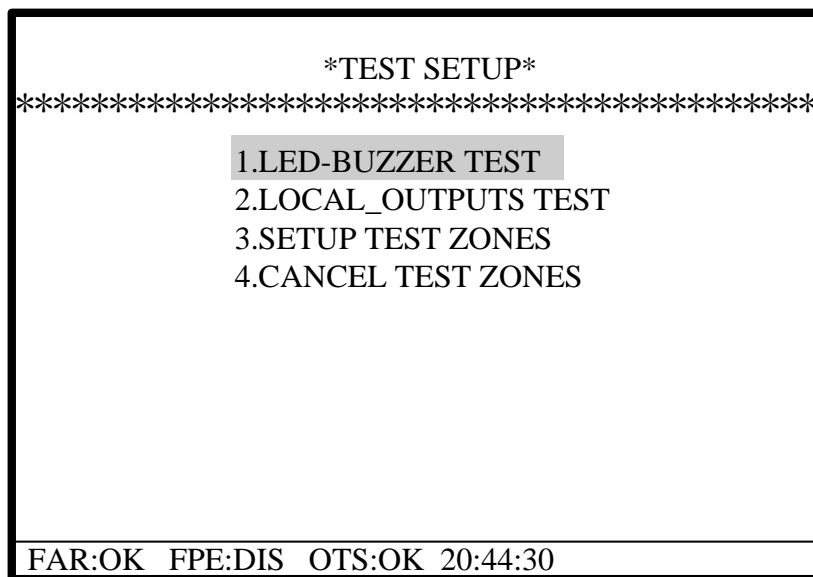 *TEST SETUP*
*******************************************
1.LED-BUZZER TEST
2.LOCAL_OUTPUTS TEST
3.SETUP TEST ZONES
4.CANCEL TEST ZONES
FAR:OK FPE:DIS OTS:OK 20:44:30